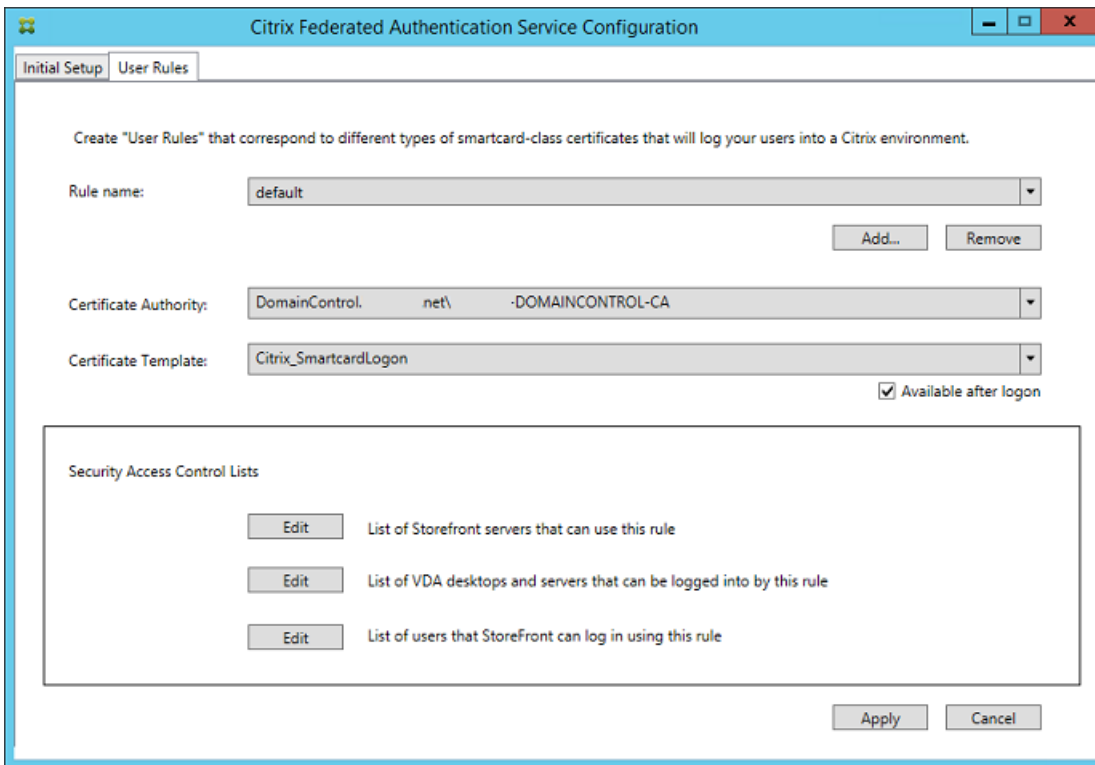 Citrix Federated Authentication Service Configuration
Initial Setup User Rules
Create "User Rules" that correspond to different types of smartcard-class certificates that will log your users into a Citrix environment.
Rule name: default
Add... Remove
Certificate Authority: DomainControl. net\ -DOMAINCONTROL-CA
Certificate Template: Citrix_SmartcardLogon
Available after logon
Security Access Control Lists
Edit List of Storefront servers that can use this rule
Edit List of VDA desktops and servers that can be logged into by this rule
Edit List of users that StoreFront can log in using this rule
Apply Cancel